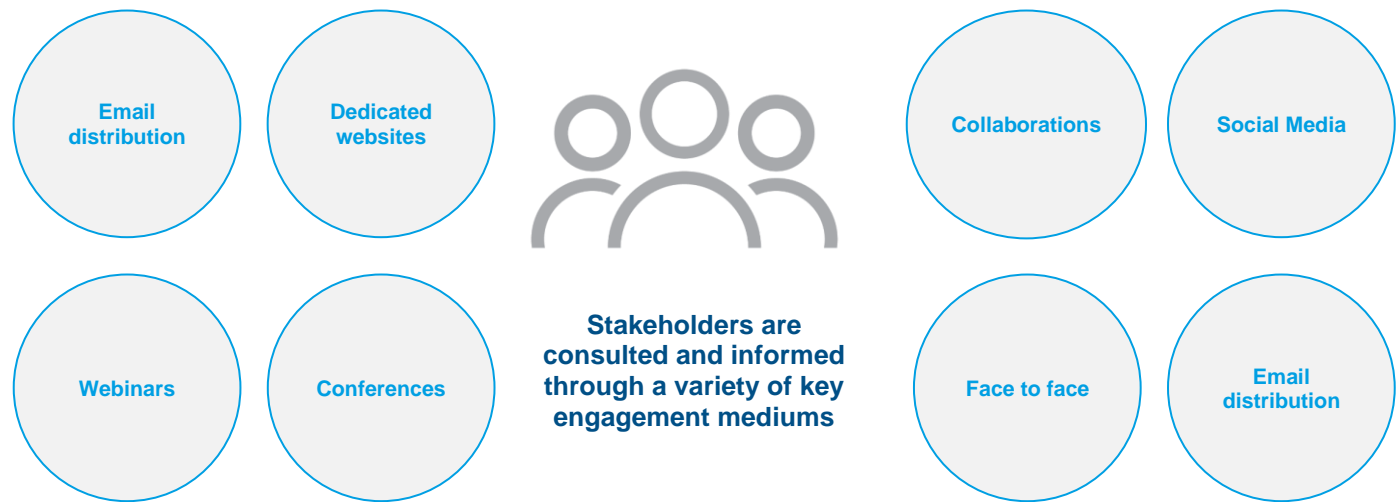 Email
distribution
Dedicated
websites
Collaborations
Social Media
Webinars
Conferences
Stakeholders are
consulted and informed
through a variety of key
engagement mediums
Face to face
Email
distribution